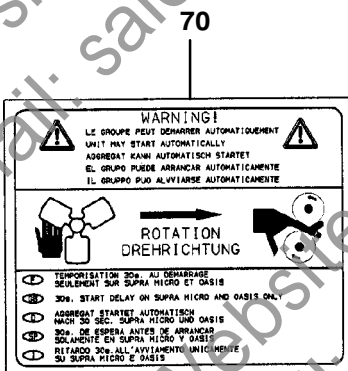 70
WARNING!
LE GROUPE PEUT DEMARRER AUTOMATIQUEMENT
UNIT MAY START AUTOMATICALLY
AGGREGAT KANN AUTOMATISCH STARTET
EL GRUPO PUEDE ARRANCAR AUTOMATICAMENTE
IL GRUPPO PUO ALVVIARSE AUTOMATICAMENTE
ROTATION
DREHRICHTUNG
F TEMPORISATION 30s. AU DEMARRAGE
SEULEMENT SUR SUPRA MICRO ET OASIS
GB 30s. START DELAY ON SUPRA MICRO AND OASIS ONLY
D AGGREGAT STARTET AUTOMATISCH
NACH 30 SEC. SUPRA MICRO UND OASIS
30s. DE ESPERA ANTES DE ARRANCAR
SOLAMENTE EN SUPRA MICRO Y OASIS
I RITARDO 30s. ALL'AVVIAMENTO UNICAMENTE
SU SUPRA MICRO E OASIS